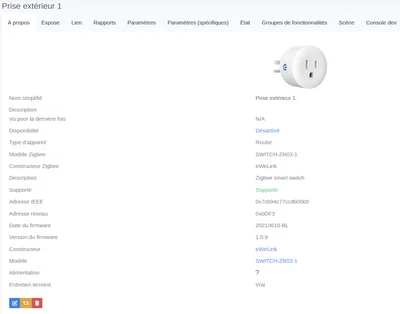 Prise extérieur 1
À propos Expose Lien Rapports Paramètres Paramètres (spécifiques) État Groupes de fonctionnalités Scène Console dev
Nom simplifié Prise extérieur 1
Description
Vu pour la dernière fois N/A
Disponibilité Désactivé
Type d'appareil Router
Modèle Zigbee SWITCH-ZR03-1
Constructeur Zigbee eWeLink
Description Zigbee smart switch
Supporté Supporté
Adresse IEEE 0x7cb94c77ccdb0000
Adresse réseau 0x0DF3
Date du firmware 20210610-BL
Version du firmware 1.0.9
Constructeur eWeLink
Modèle SWITCH-ZR03-1
Alimentation ?
Entretien terminé Vrai